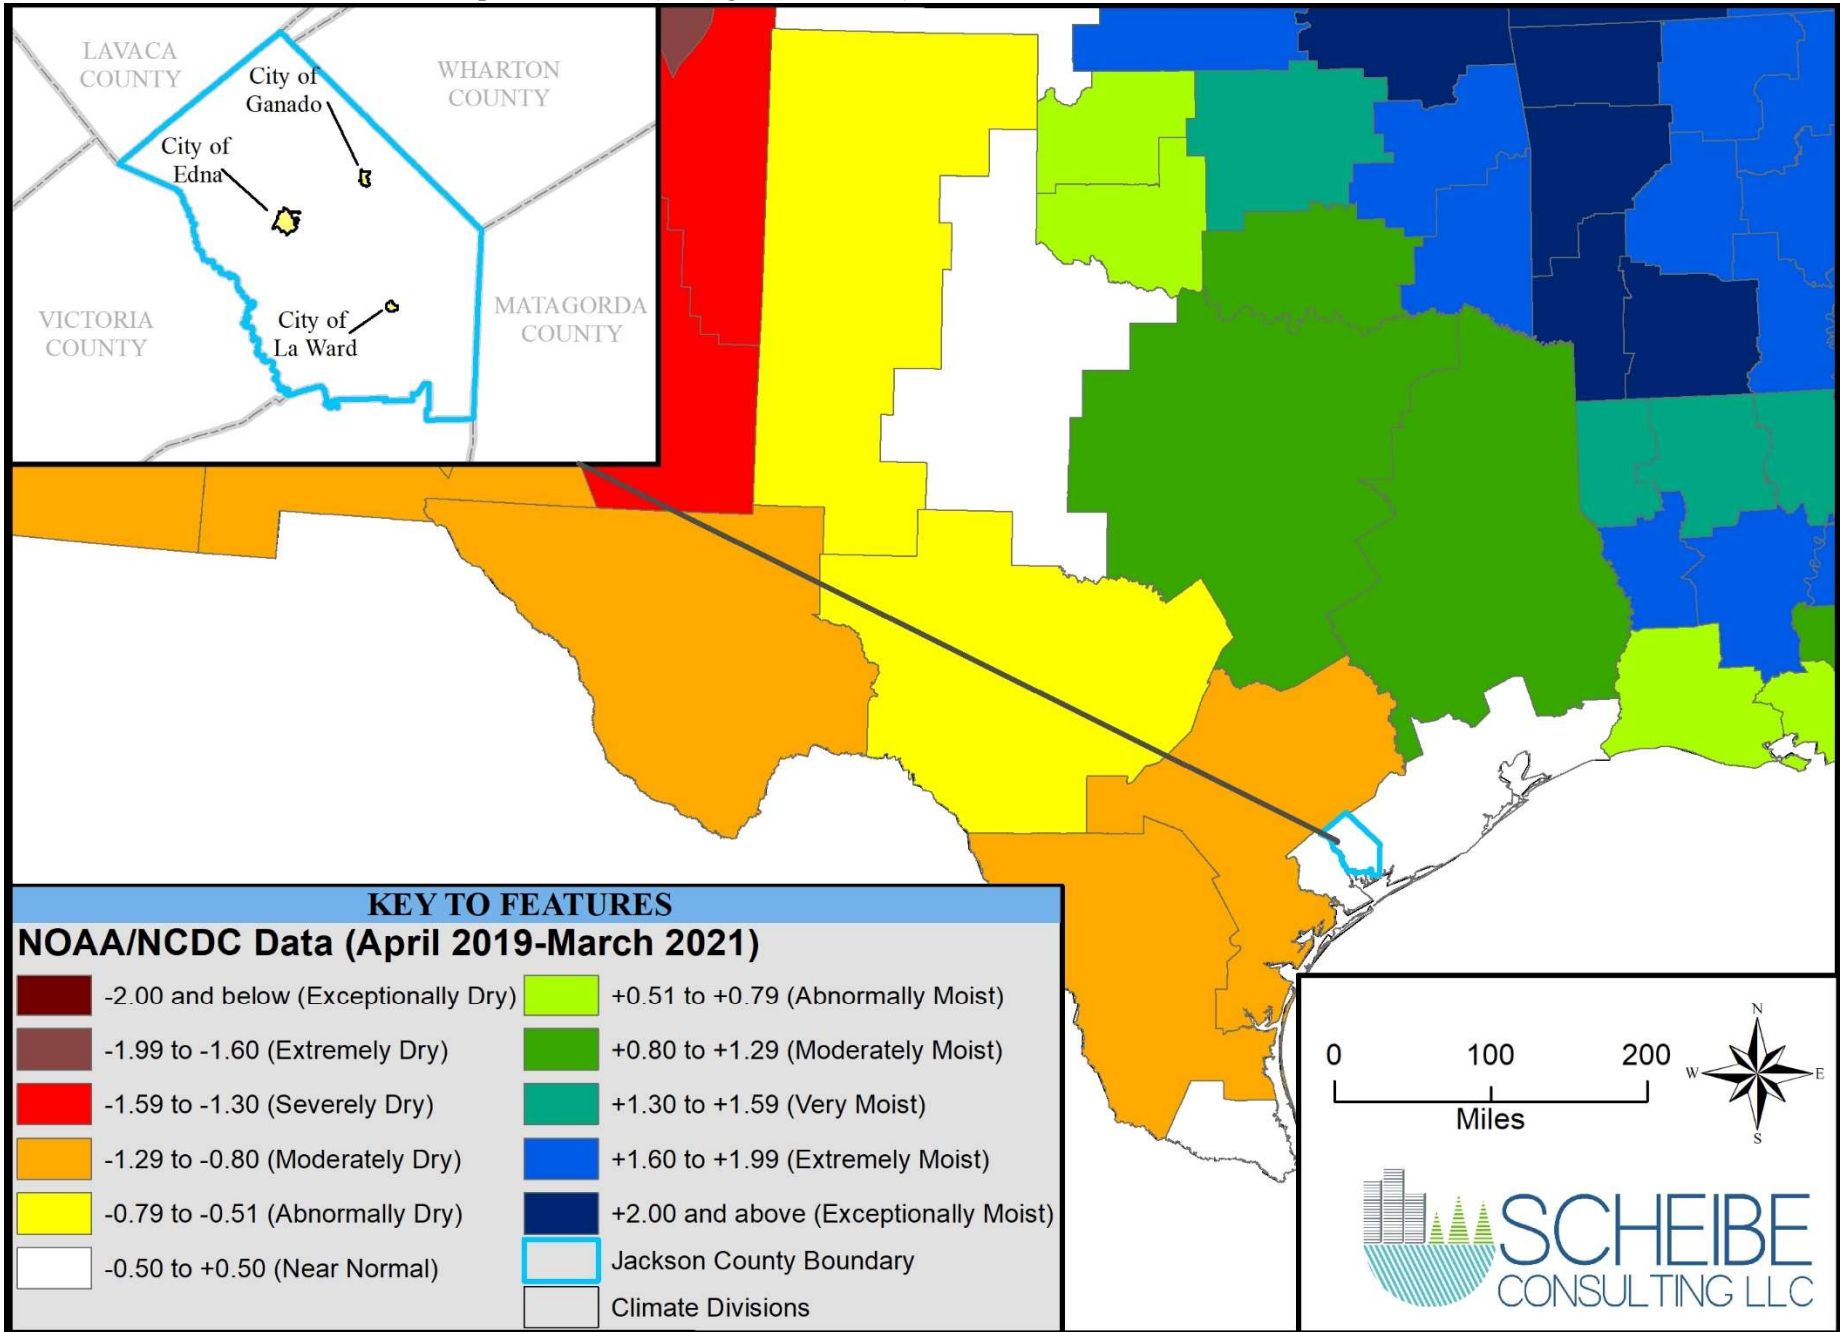 LAVACA
COUNTY
WHARTON
COUNTY
City of
Ganado
City of
Edna
City of
La Ward
VICTORIA
COUNTY
MATAGORDA
COUNTY
KEY TO FEATURES
NOAA/NCDC Data (April 2019-March 2021)
-2.00 and below (Exceptionally Dry)
-1.99 to -1.60 (Extremely Dry)
-1.59 to -1.30 (Severely Dry)
-1.29 to -0.80 (Moderately Dry)
-0.79 to -0.51 (Abnormally Dry)
-0.50 to +0.50 (Near Normal)
+0.51 to +0.79 (Abnormally Moist)
+0.80 to +1.29 (Moderately Moist)
+1.30 to +1.59 (Very Moist)
+1.60 to +1.99 (Extremely Moist)
+2.00 and above (Exceptionally Moist)
Jackson County Boundary
Climate Divisions
0 100 200
Miles
N
W E
S
SCHEIBE
CONSULTING LLC